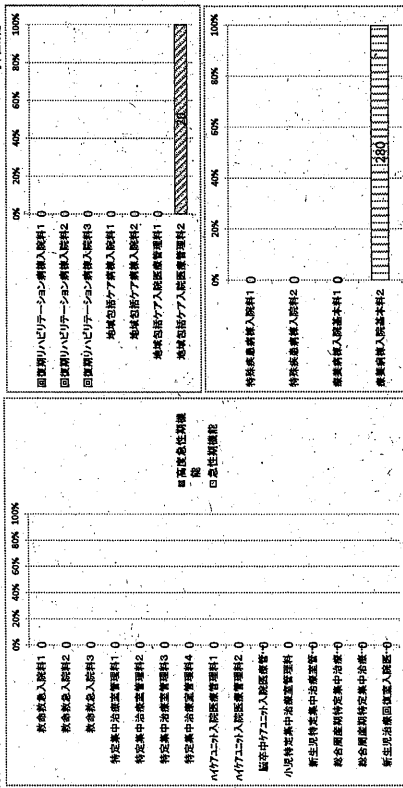 0% 20% 40% 60% 80% 100%
救命救急入院料1 0
救命救急入院料2 0
救命救急入院料3 0
特定集中治療室管理料1 0
特定集中治療室管理料2 0
特定集中治療室管理料3 0
特定集中治療室管理料4 0
ハイケアユニット入院医療管理料1 0
ハイケアユニット入院医療管理料2 0
脳卒中ケアユニット入院医療管… 0
小児特定集中治療室管理料 0
新生児特定集中治療室管… 0
総合周産期特定集中治療… 0
総合周産期特定集中治療… 0
新生児治療回復室入院医… 0
高度急性期機能
急性期機能
0% 20% 40% 60% 80% 100%
回復期リハビリテーション病棟入院料1 0
回復期リハビリテーション病棟入院料2 0
回復期リハビリテーション病棟入院料3 0
地域包括ケア病棟入院料1 0
地域包括ケア病棟入院料2 0
地域包括ケア入院医療管理料1 0
地域包括ケア入院医療管理料2
0% 20% 40% 60% 80% 100%
特殊疾患病棟入院料1 0
特殊疾患病棟入院料2 0
療養病棟入院基本料1 0
療養病棟入院基本料2 280